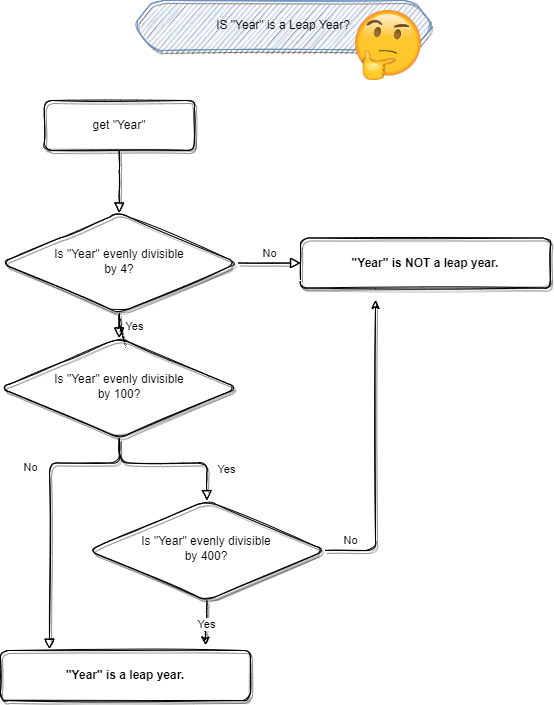 IS "Year" is a Leap Year?
get "Year"
Is "Year" evenly divisible
by 4?
No
"Year" is NOT a leap year.
Yes
Is "Year" evenly divisible
by 100?
No
Yes
Is "Year" evenly divisible
by 400?
No
Yes
"Year" is a leap year.